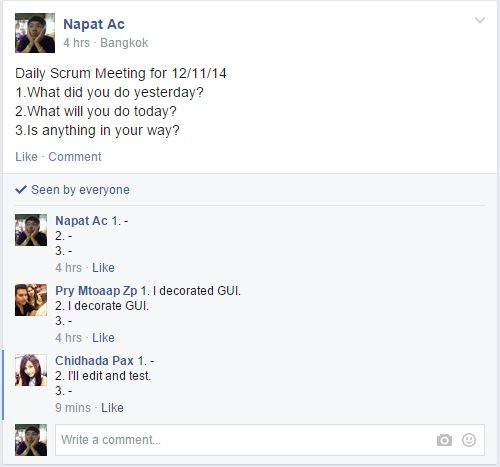 Napat Ac
4 hrs · Bangkok
Daily Scrum Meeting for 12/11/14
1.What did you do yesterday?
2.What will you do today?
3.Is anything in your way?
Like · Comment
Seen by everyone
Napat Ac 1. -
2. -
3. -
4 hrs · Like
Pry Mtoaap Zp 1. I decorated GUI.
2. I decorate GUI.
3. -
4 hrs · Like
Chidhada Pax 1. -
2. I'll edit and test.
3. -
9 mins · Like
Write a comment...